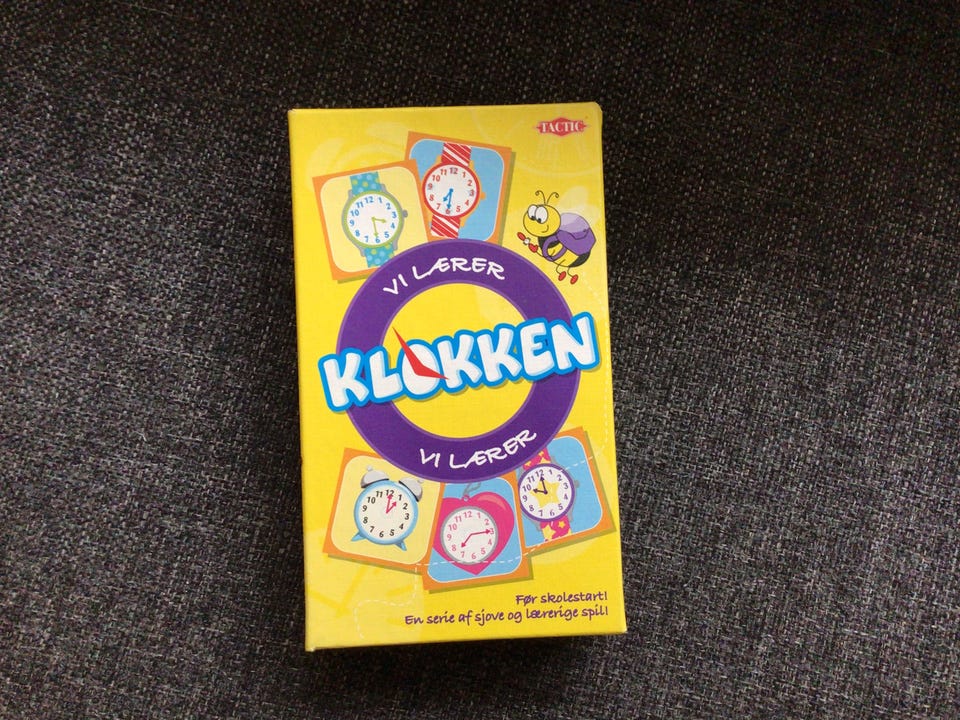 TACTIC
VI LÆRER
KLOKKEN
VI LÆRER
Før skolestart!
En serie af sjove og lærerige spil!